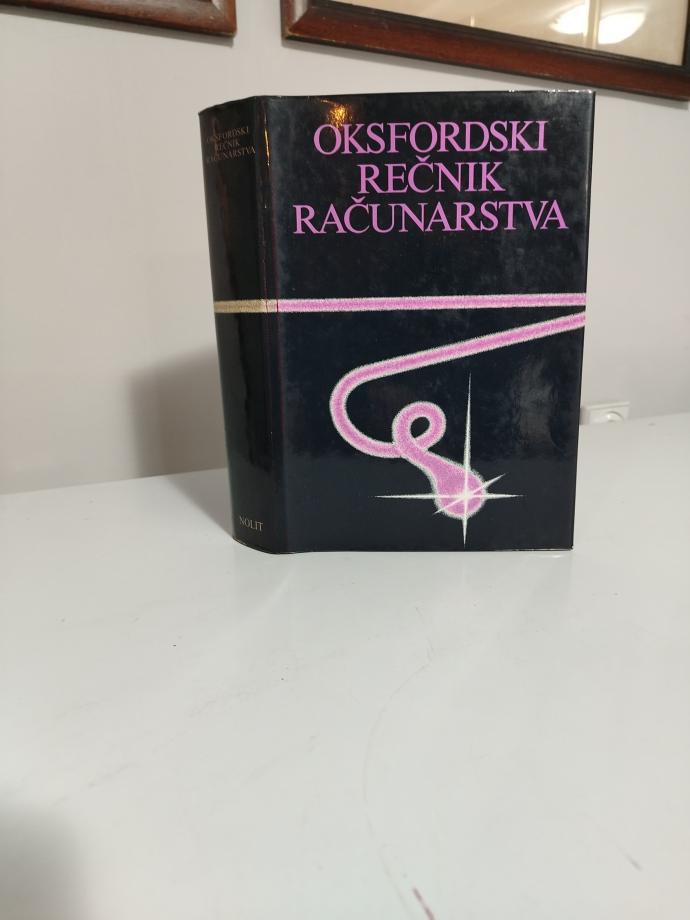 OKSFORDSKI
REČNIK
RAČUNARSTVA
NOLIT
OKSFORDSKI
REČNIK
RAČUNARSTVA